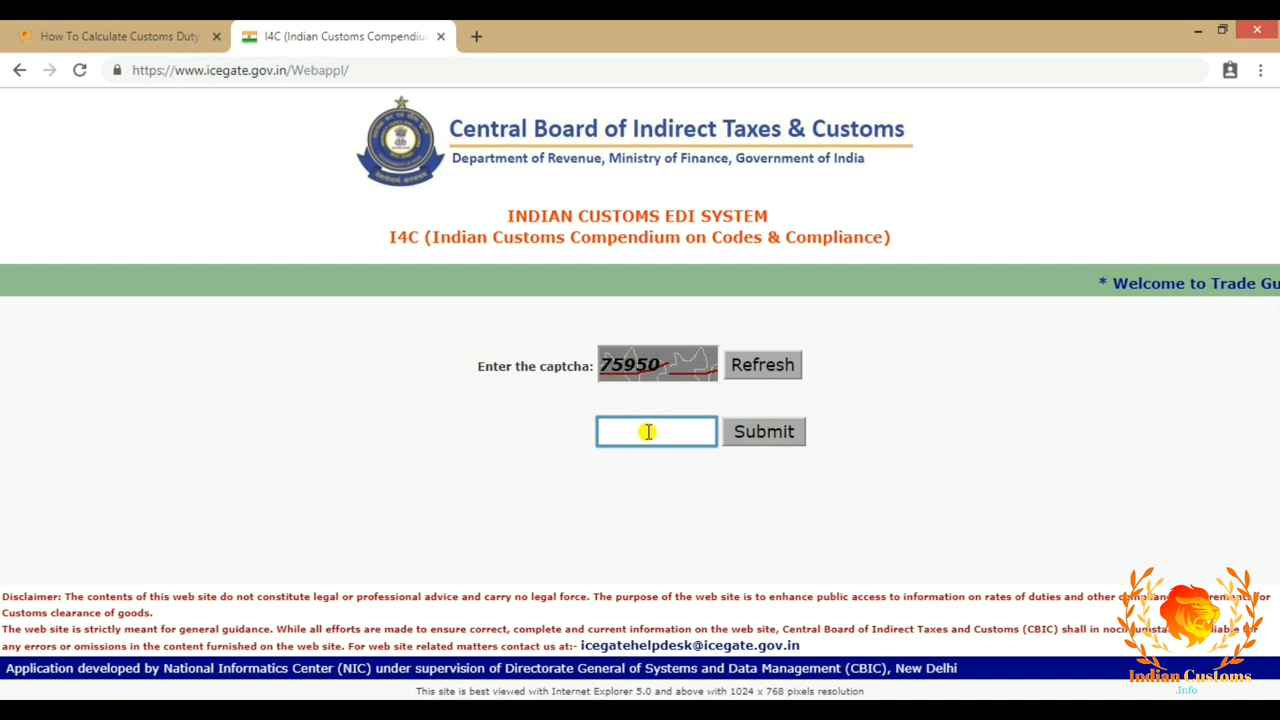 How To Calculate Customs Duty
I4C (Indian Customs Compendiu
https://www.icegate.gov.in/Webappl/
Central Board of Indirect Taxes & Customs
Department of Revenue, Ministry of Finance, Government of India
INDIAN CUSTOMS EDI SYSTEM
I4C (Indian Customs Compendium on Codes & Compliance)
* Welcome to Trade Gu
Enter the captcha: 75950 Refresh
Submit
Disclaimer: The contents of this web site do not constitute legal or professional advice and carry no legal force. The purpose of the web site is to enhance public access to information on rates of duties and other for
Customs clearance of goods.
The web site is strictly meant for general guidance. While all efforts are made to ensure correct, complete and current information on the web site, Central Board of Indirect Taxes and Customs (CBIC) shall in for
any errors or omissions in the content furnished on the web site. For web site related matters contact us at:- icegatehelpdesk@icegate.gov.in
Application developed by National Informatics Center (NIC) under supervision of Directorate General of Systems and Data Management (CBIC), New Delhi
This site is best viewed with Internet Explorer 5.0 and above with 1024 x 768 pixels resolution
Indian Customs
.Info